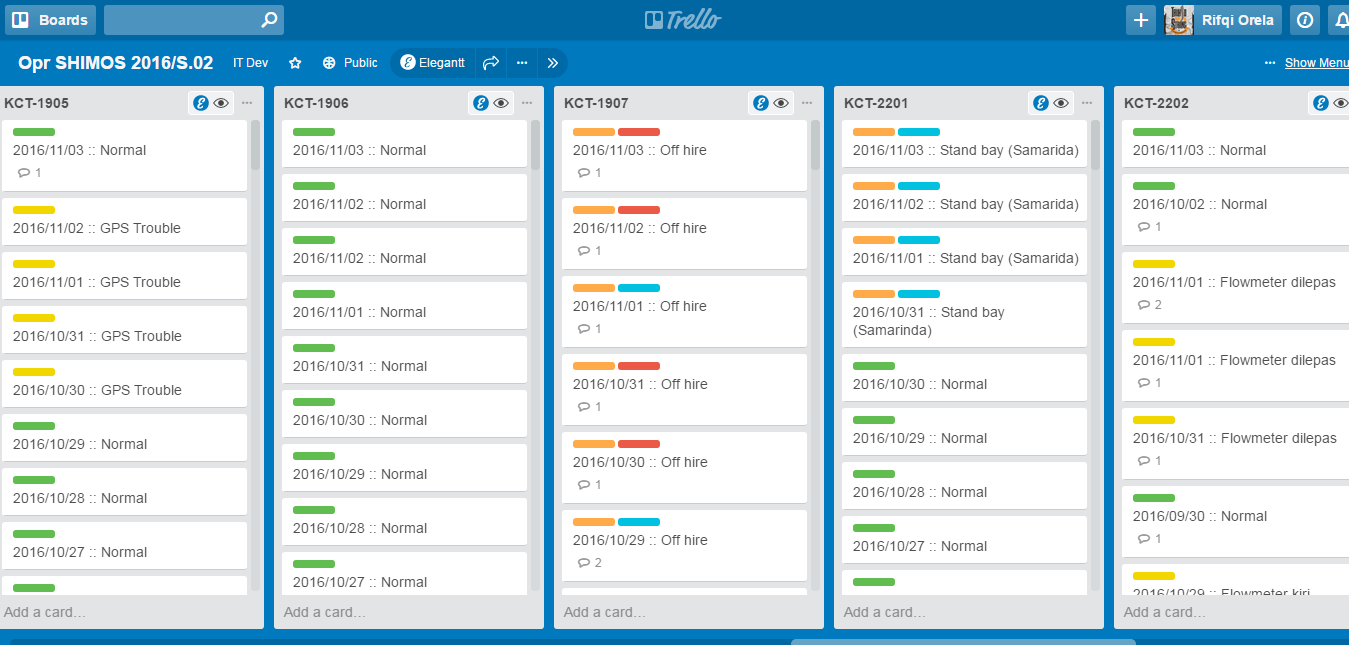 Boards
Trello
Rifqi Orela
Opr SHIMOS 2016/S.02
IT Dev
Public
Elegantt
Show Menu
KCT-1905
2016/11/03 :: Normal
1
2016/11/02 :: GPS Trouble
2016/11/01 :: GPS Trouble
2016/10/31 :: GPS Trouble
2016/10/30 :: GPS Trouble
2016/10/29 :: Normal
2016/10/28 :: Normal
2016/10/27 :: Normal
Add a card…
KCT-1906
2016/11/03 :: Normal
2016/11/02 :: Normal
2016/11/02 :: Normal
2016/11/01 :: Normal
2016/10/31 :: Normal
2016/10/30 :: Normal
2016/10/29 :: Normal
2016/10/28 :: Normal
2016/10/27 :: Normal
Add a card…
KCT-1907
2016/11/03 :: Off hire
1
2016/11/02 :: Off hire
1
2016/11/01 :: Off hire
1
2016/10/31 :: Off hire
1
2016/10/30 :: Off hire
1
2016/10/29 :: Off hire
2
Add a card…
KCT-2201
2016/11/03 :: Stand bay (Samarida)
2016/11/02 :: Stand bay (Samarida)
2016/11/01 :: Stand bay (Samarida)
2016/10/31 :: Stand bay
(Samarinda)
2016/10/30 :: Normal
2016/10/29 :: Normal
2016/10/28 :: Normal
2016/10/27 :: Normal
Add a card…
KCT-2202
2016/11/03 :: Normal
2016/10/02 :: Normal
1
2016/11/01 :: Flowmeter dilepas
2
2016/11/01 :: Flowmeter dilepas
1
2016/10/31 :: Flowmeter dilepas
1
2016/09/30 :: Normal
1
2016/10/29 :: Flowmeter kiri
Add a card…